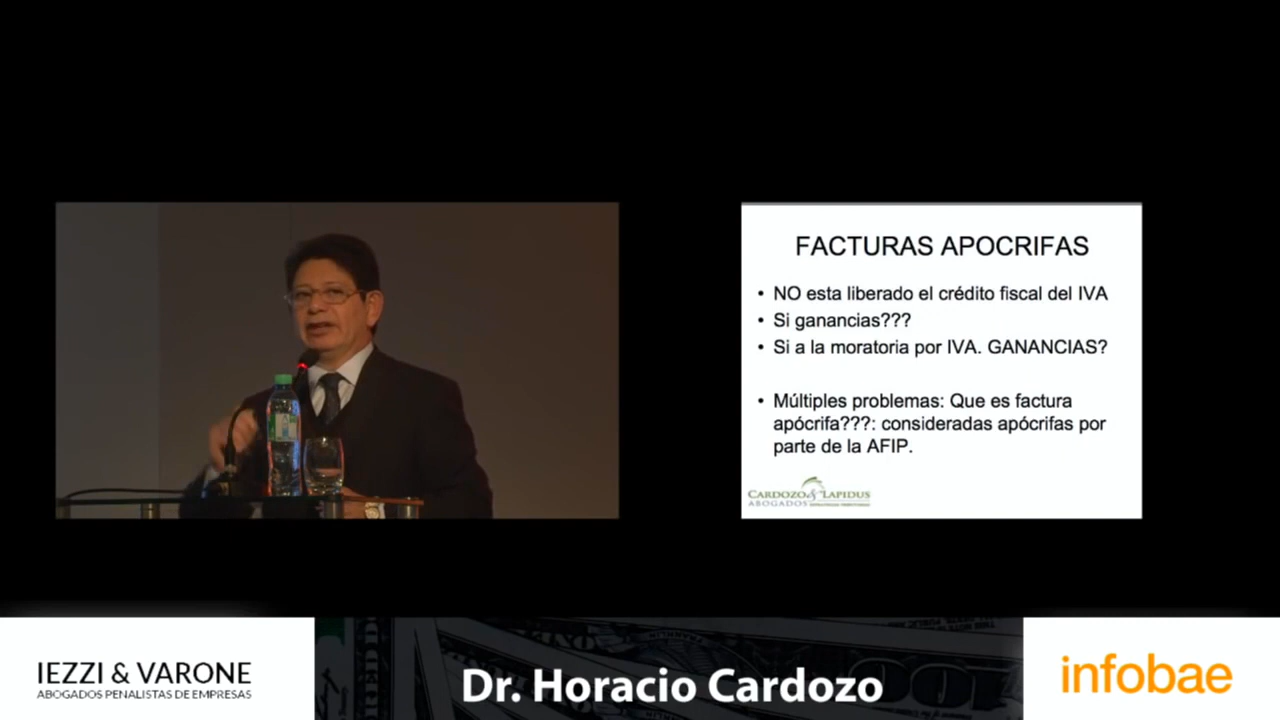 FACTURAS APOCRIFAS
• NO esta liberado el crédito fiscal del IVA
• Si ganancias???
• Si a la moratoria por IVA. GANANCIAS?
• Múltiples problemas: Que es factura
apócrifa???: consideradas apócrifas por
parte de la AFIP.
CARDOZO & LAPIDUS
ABOGADOS
IEZZI & VARONE
ABOGADOS PENALISTAS DE EMPRESAS
Dr. Horacio Cardozo
infobae